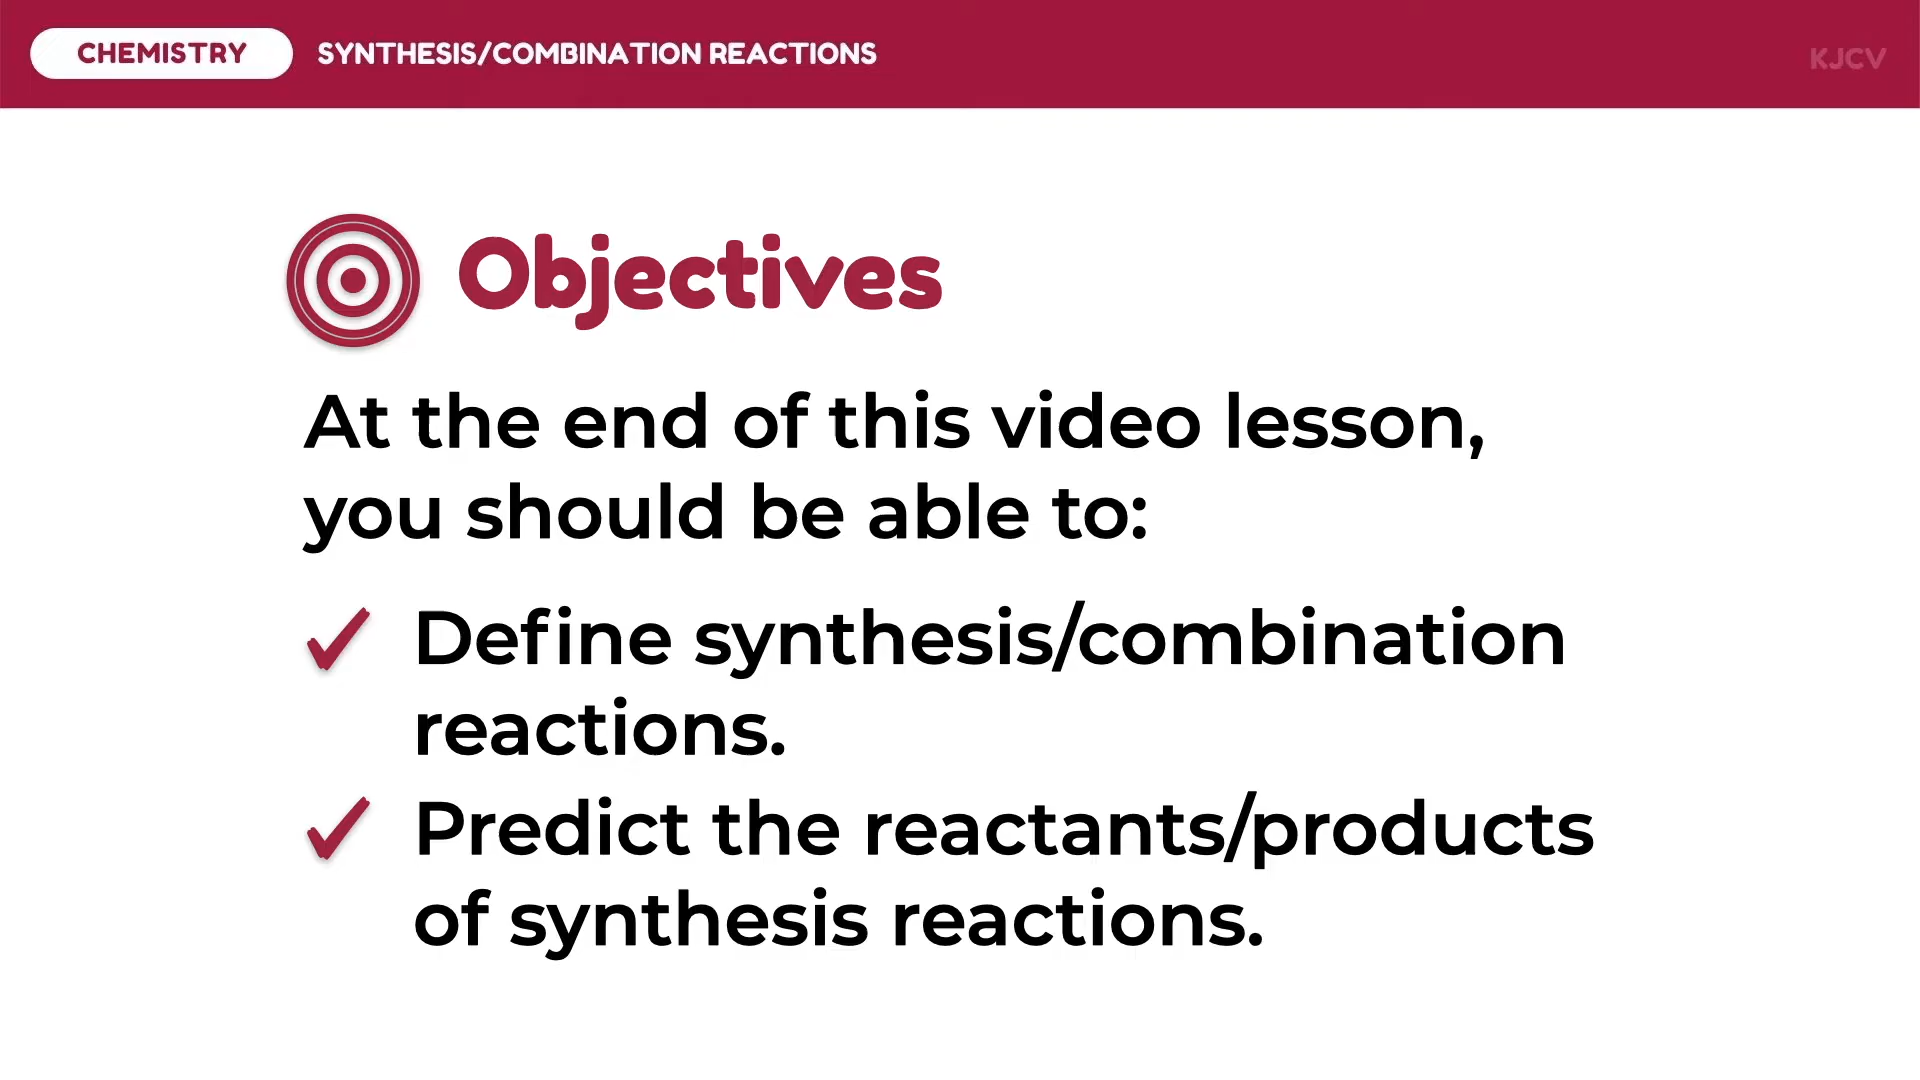 CHEMISTRY SYNTHESIS/COMBINATION REACTIONS KJCV
Objectives
At the end of this video lesson,
you should be able to:
✓ Define synthesis/combination
reactions.
✓ Predict the reactants/products
of synthesis reactions.